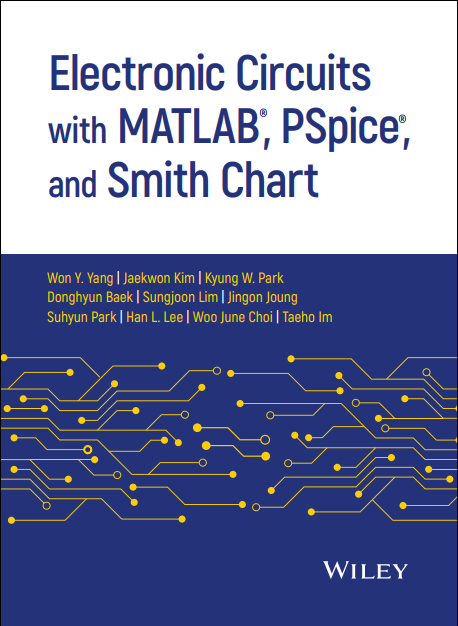 Electronic Circuits
with MATLAB®, PSpice®,
and Smith Chart
Won Y. Yang | Jaekwon Kim | Kyung W. Park
Donghyun Baek | Sungjoon Lim | Jingon Joung
Suhyun Park | Han L. Lee | Woo June Choi | Taeho Im
WILEY